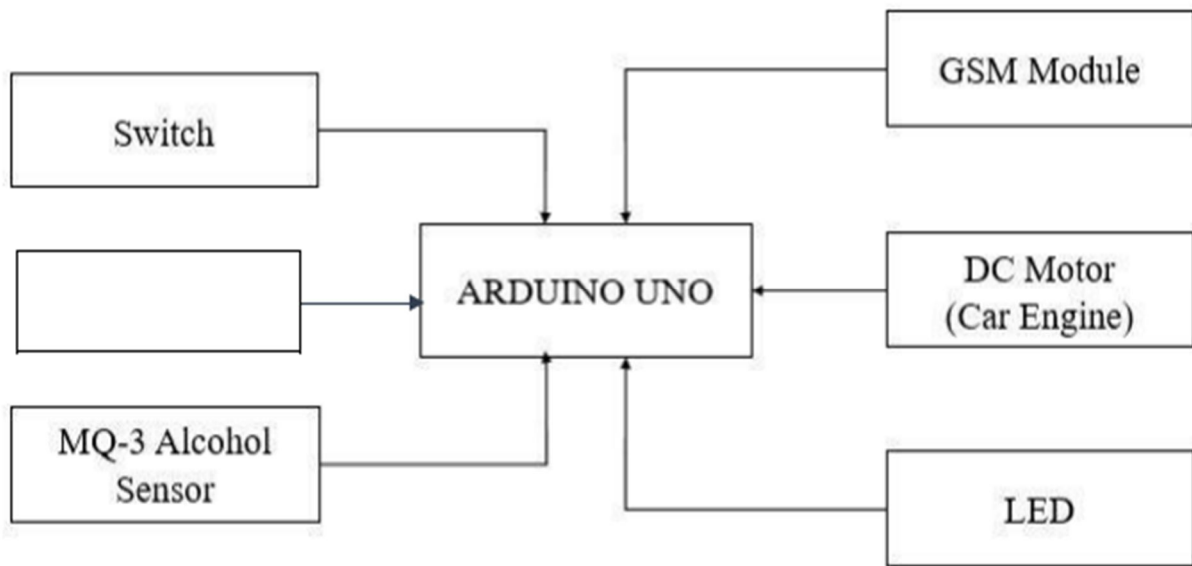 GSM Module
Switch
ARDUINO UNO
DC Motor
(Car Engine)
MQ-3 Alcohol
Sensor
LED